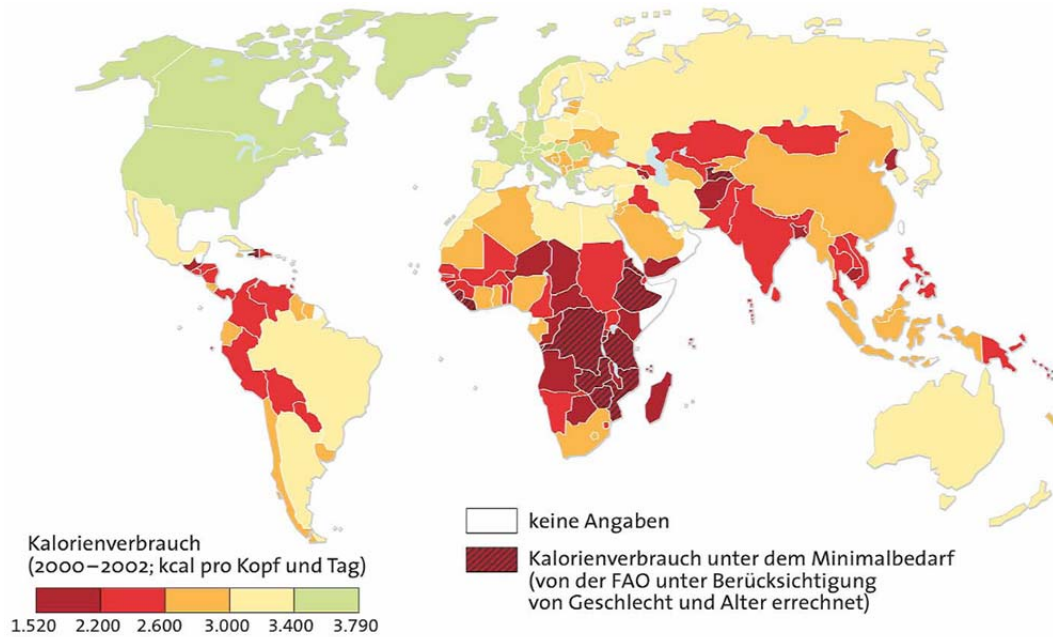 keine Angaben
Kalorienverbrauch
(2000–2002; kcal pro Kopf und Tag)
Kalorienverbrauch unter dem Minimalbedarf
(von der FAO unter Berücksichtigung
von Geschlecht und Alter errechnet)
1.520 2.200 2.600 3.000 3.400 3.790